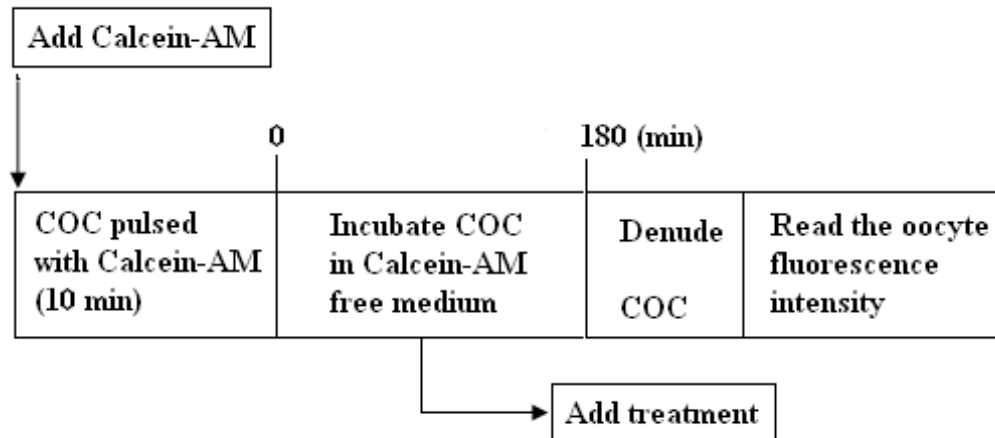 Add Calcein-AM
0
180 (min)
COC pulsed
with Calcein-AM
(10 min)
Incubate COC
in Calcein-AM
free medium
Denude
COC
Read the oocyte
fluorescence
intensity
Add treatment